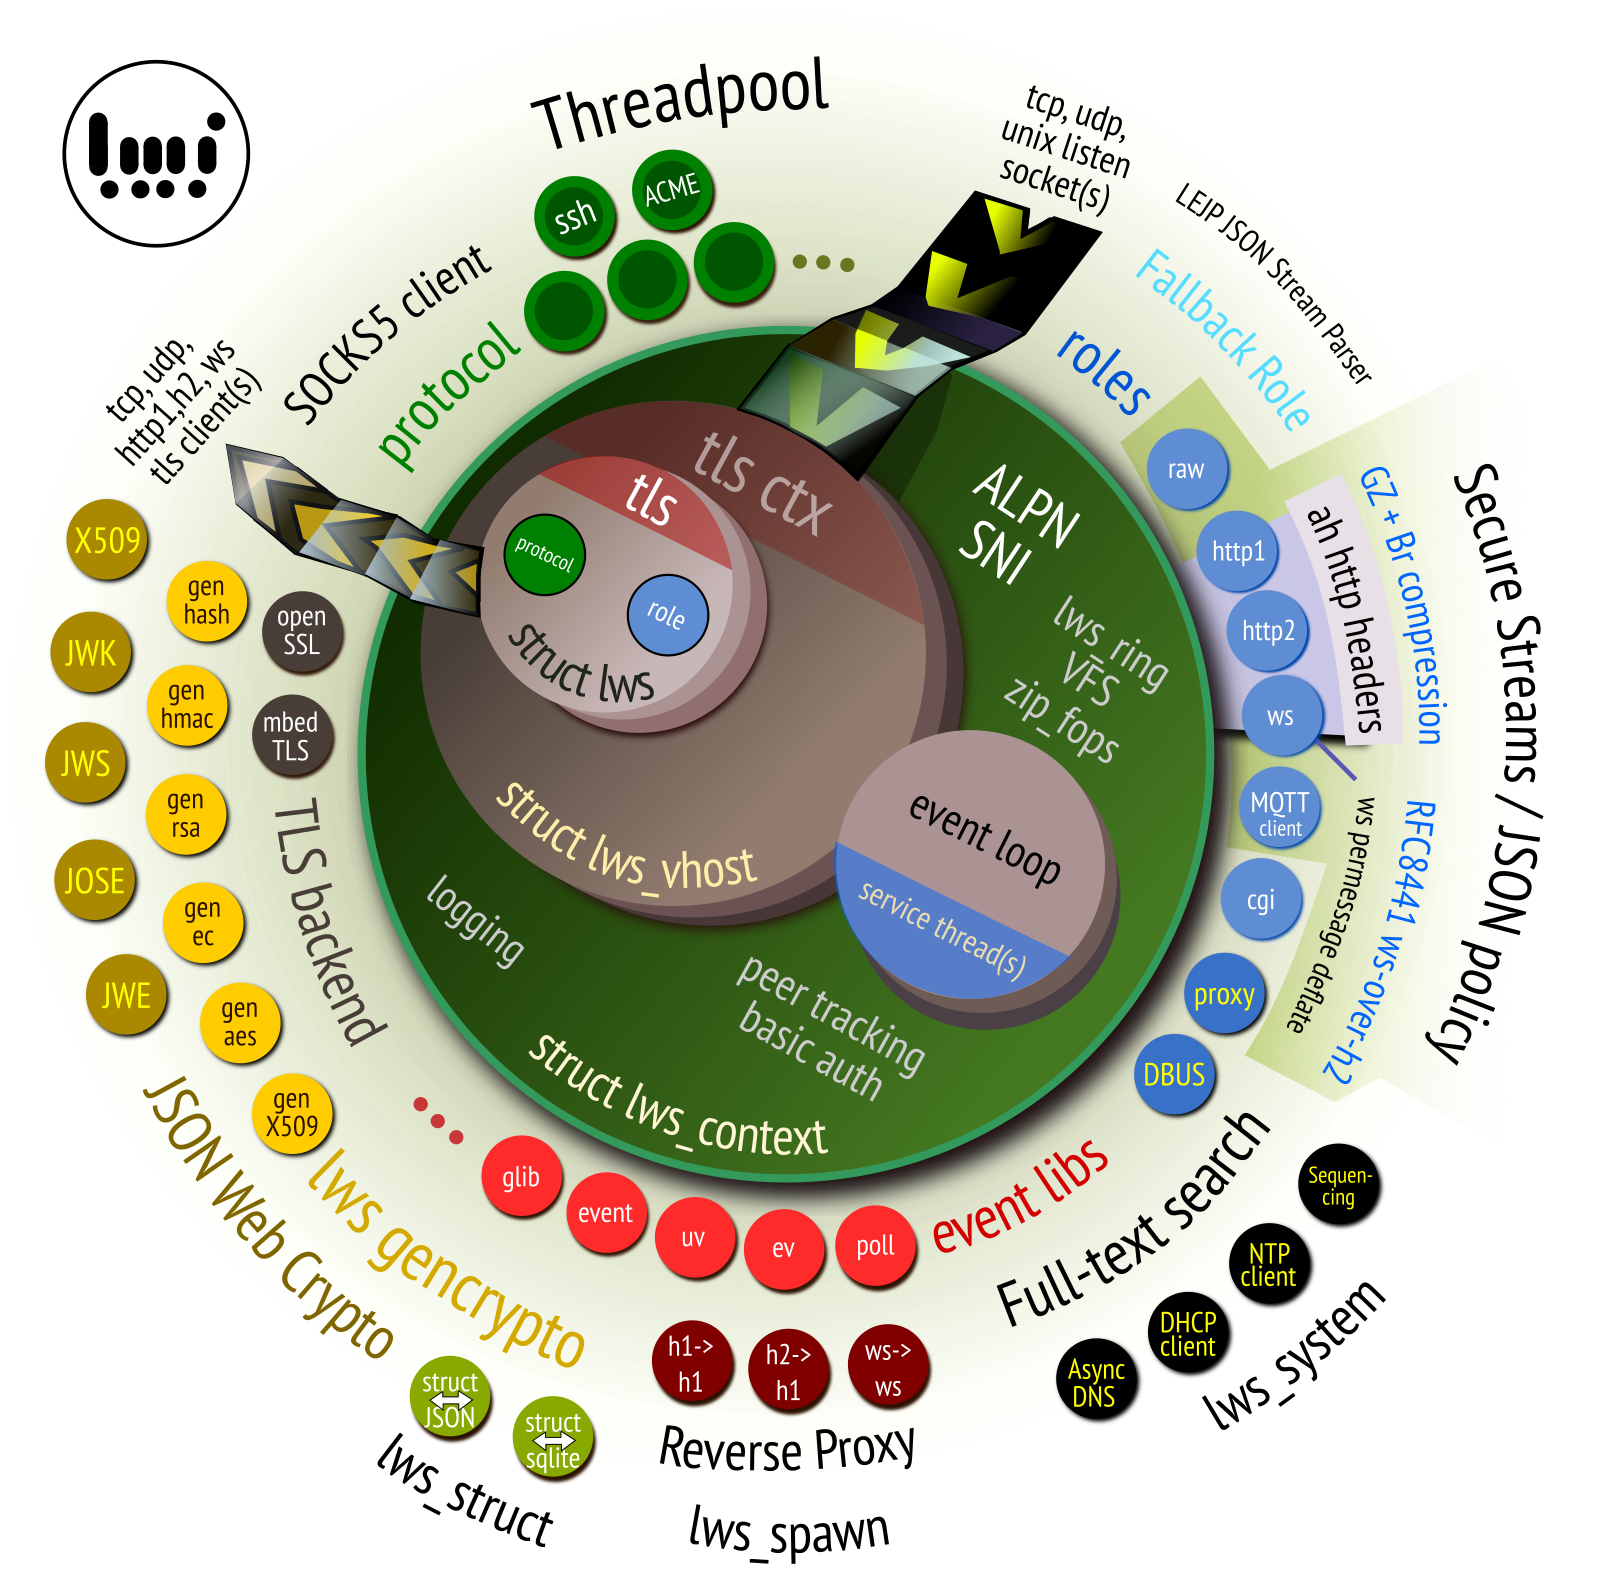 lws
Threadpool
ssh
ACME
tcp, udp,
unix listen
socket(s)
LEJP JSON Stream Parser
Fallback Role
roles
SOCKS5 client
protocol
tcp, udp,
http1,h2, ws
tls client(s)
raw
http1
http2
ws
MQTT
client
cgi
proxy
DBUS
ah http headers
GZ + Br compression
ws permessage deflate
RFC8441 ws-over-h2
Secure Streams / JSON policy
tls ctx
tls
protocol
role
struct lws
struct lws_vhost
ALPN
SNI
lws_ring
VFS
zip_fops
event loop
service thread(s)
logging
peer tracking
basic auth
struct lws_context
X509
JWK
JWS
JOSE
JWE
JSON Web Crypto
gen
hash
gen
hmac
gen
rsa
gen
ec
gen
aes
gen
X509
lws gencrypto
open
SSL
mbed
TLS
TLS backend
glib
event
uv
ev
poll
event libs
Full-text search
Sequen-
cing
NTP
client
DHCP
client
Async
DNS
lws_system
h1->
h1
h2->
h1
ws->
ws
Reverse Proxy
lws_spawn
struct
JSON
struct
sqlite
lws_struct